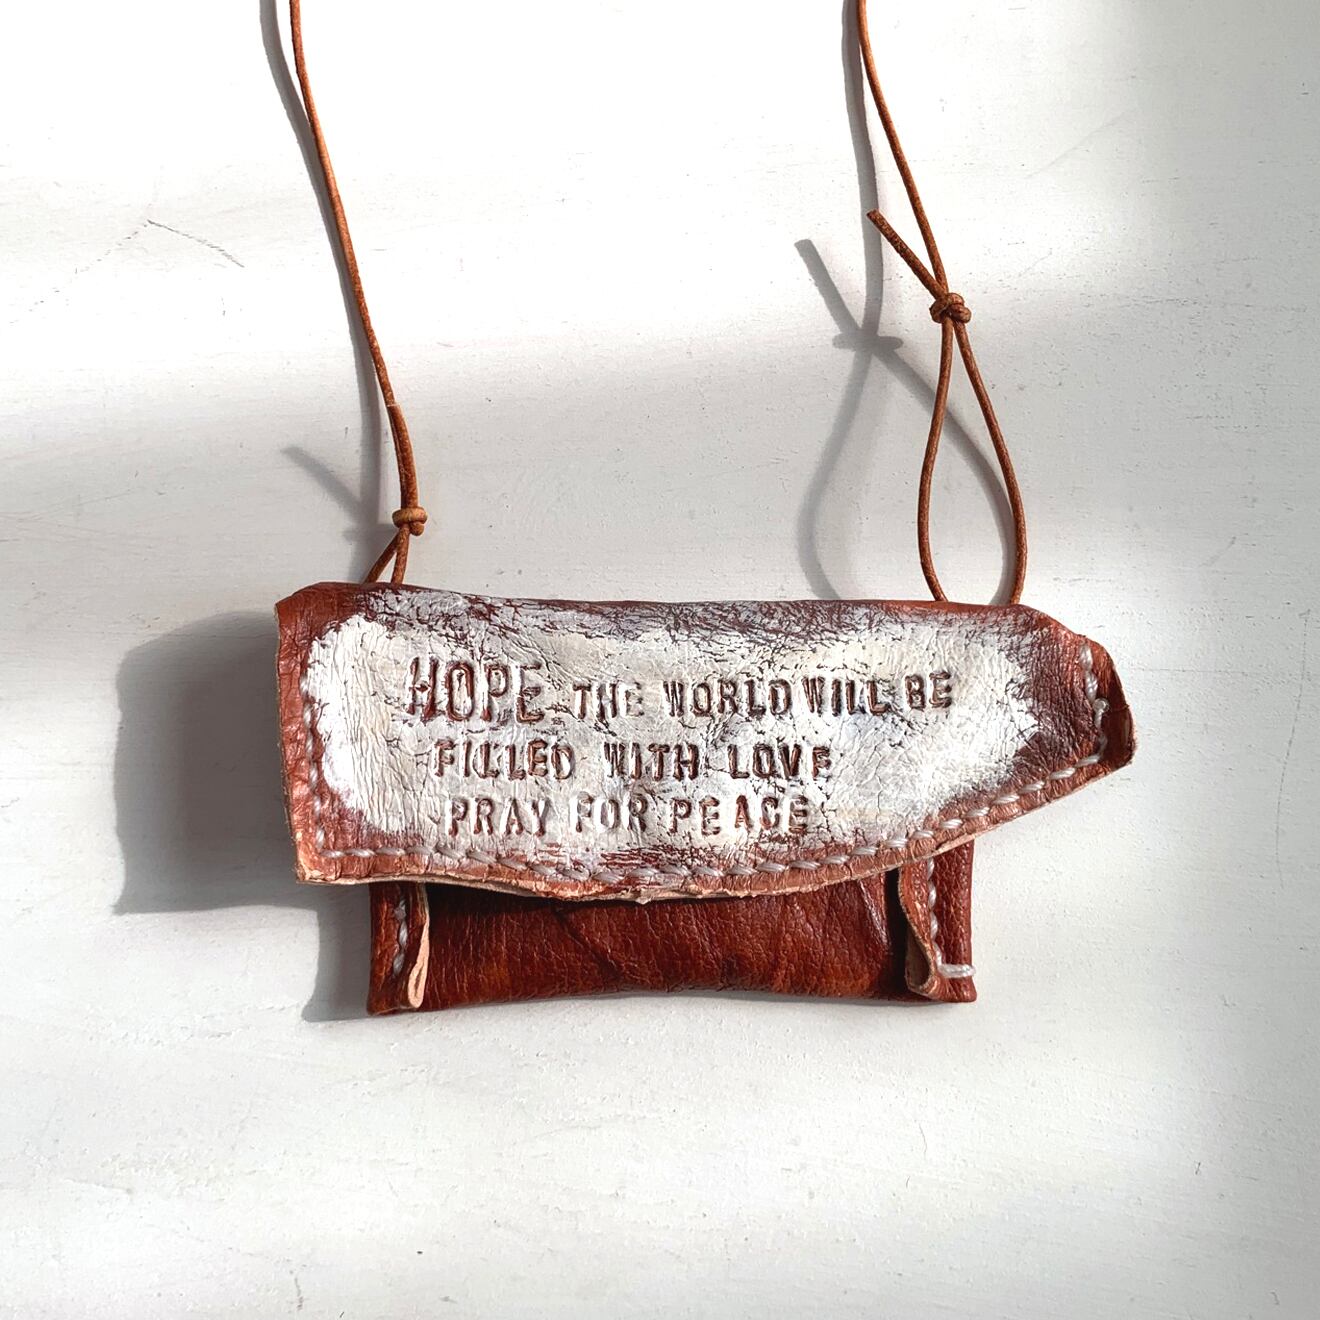 HOPE THE WORLD WILL BE
FILLED WITH LOVE
PRAY FOR PEACE